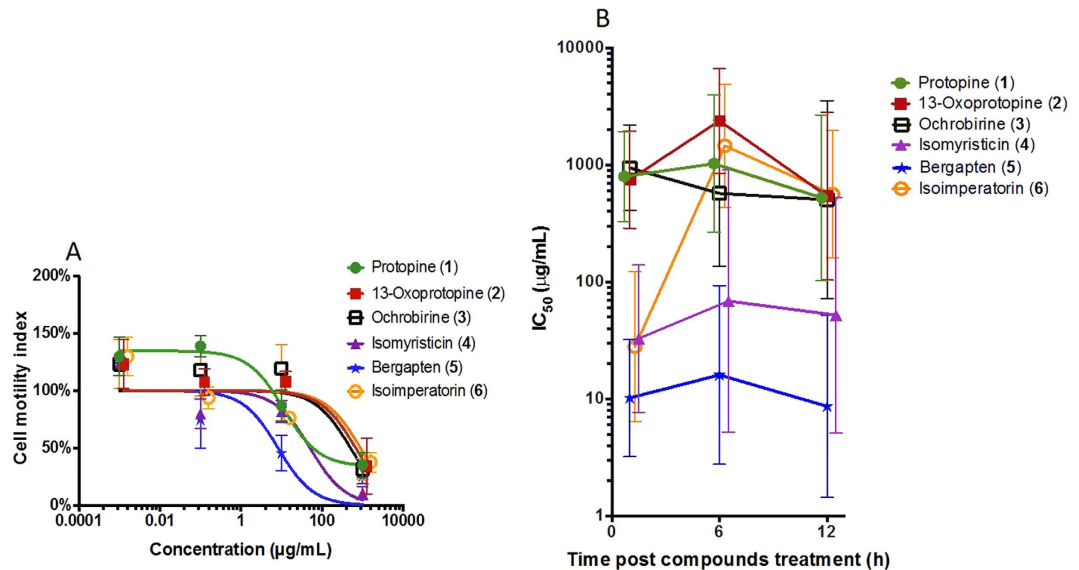 A
Cell motility index
200%
150%
100%
50%
0%
0.0001
0.01
1
100
10000
Concentration (µg/mL)
Protopine (1)
13-Oxoprotopine (2)
Ochrobirine (3)
Isomyristicin (4)
Bergapten (5)
Isoimperatorin (6)
B
IC50 (µg/mL)
10000
1000
100
10
1
0
6
12
Time post compounds treatment (h)
Protopine (1)
13-Oxoprotopine (2)
Ochrobirine (3)
Isomyristicin (4)
Bergapten (5)
Isoimperatorin (6)